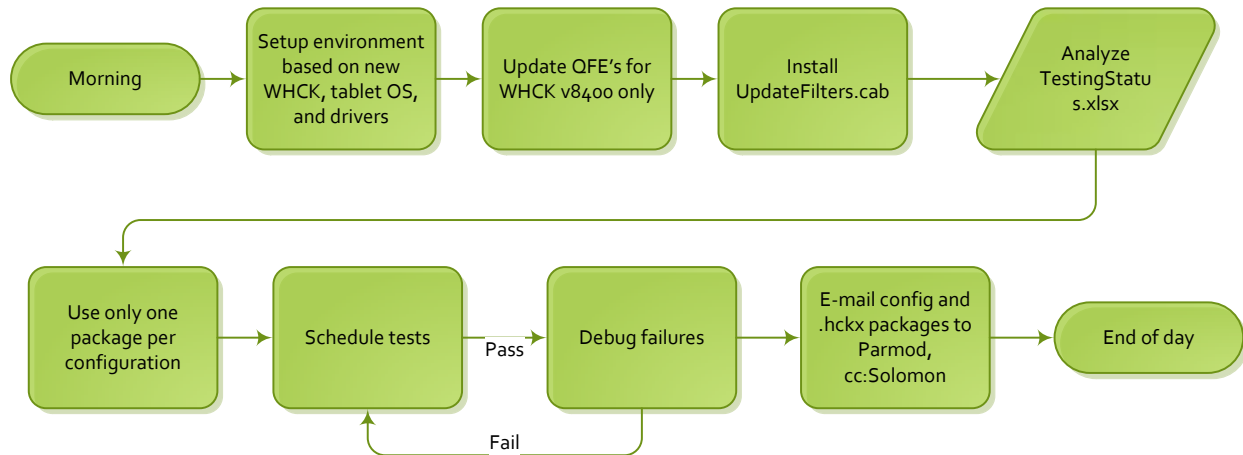 Morning
Setup environment
based on new
WHCK, tablet OS,
and drivers
Update QFE's for
WHCK v8400 only
Install
UpdateFilters.cab
Analyze
TestingStatu
s.xlsx
Use only one
package per
configuration
Schedule tests
Pass
Debug failures
Fail
E-mail config and
.hckx packages to
Parmod,
cc:Solomon
End of day